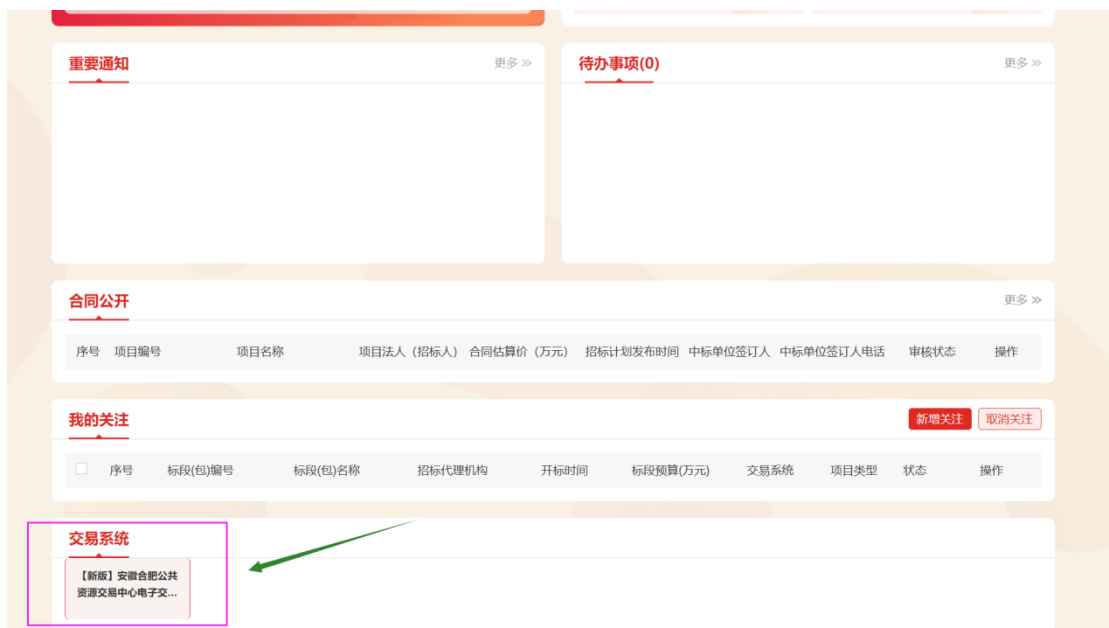 重要通知 更多 >> 待办事项(0) 更多 >>
合同公开 更多 >>
序号 项目编号 项目名称 项目法人（招标人） 合同估算价（万元） 招标计划发布时间 中标单位签订人 中标单位签订人电话 审核状态 操作
我的关注 新增关注 取消关注
序号 标段(包)编号 标段(包)名称 招标代理机构 开标时间 标段预算(万元) 交易系统 项目类型 状态 操作
交易系统
【新版】安徽合肥公共
资源交易中心电子交...